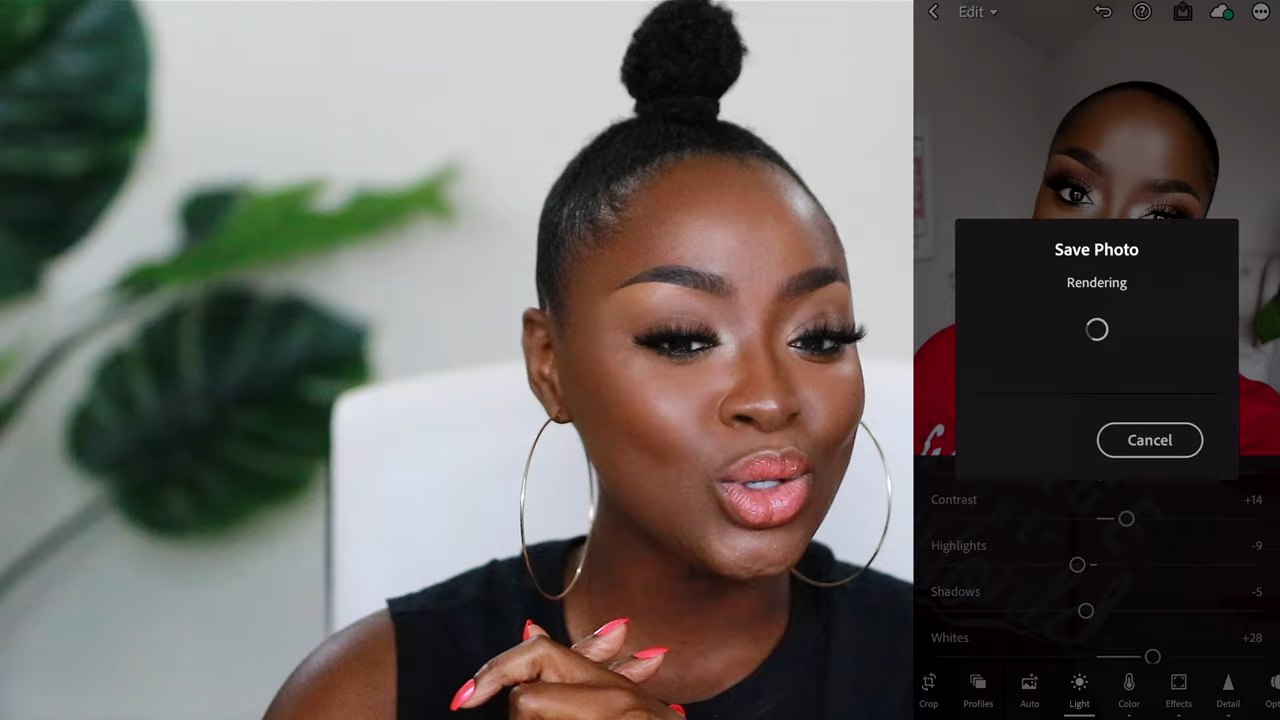 Edit
Save Photo
Rendering
Cancel
Contrast +14
Highlights -9
Shadows -5
Whites +28
Crop
Profiles
Auto
Light
Color
Effects
Detail